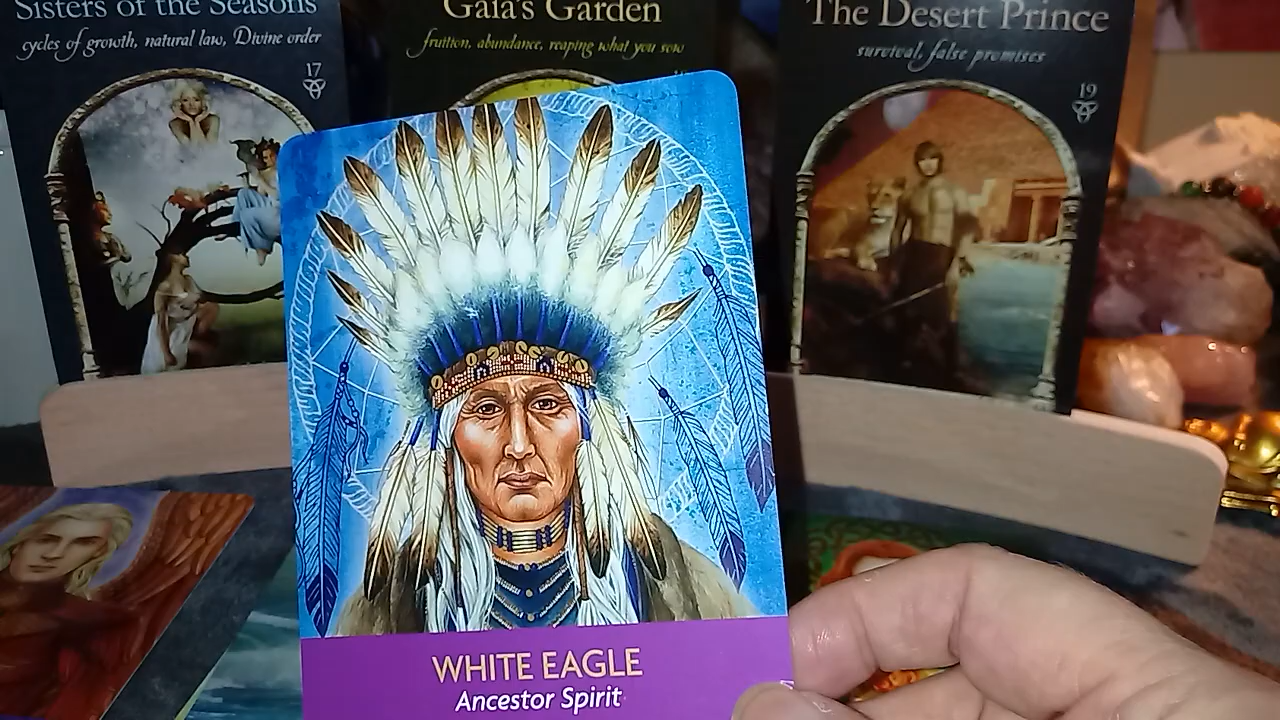 Sisters of the Seasons
cycles of growth, natural law, Divine order
17
Gaia's Garden
fruition, abundance, reaping what you sow
The Desert Prince
survival, false promises
19
WHITE EAGLE
Ancestor Spirit